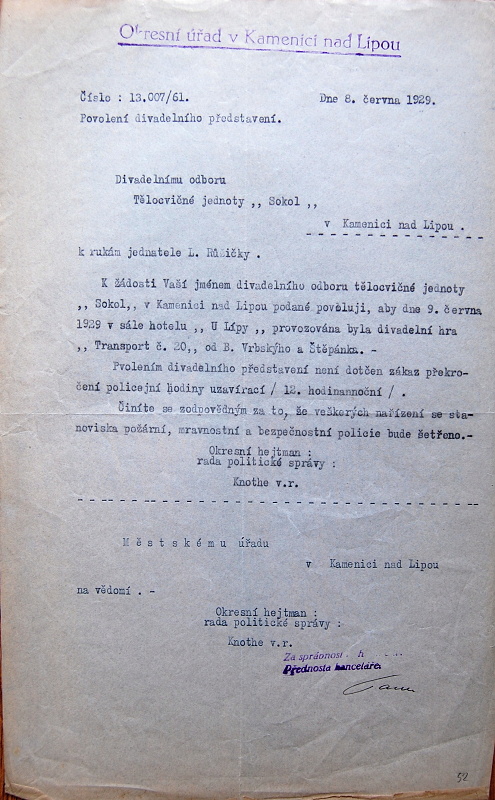 Okresní úřad v Kamenici nad Lipou
Číslo : 13.007/61. Dne 8. června 1929.
Povolení divadelního představení.
Divadelnímu odboru
Tělocvičné jednoty ,, Sokol ,,
v Kamenici nad Lipou .
k rukám jednatele L. Růžičky .
K žádosti Vaší jménem divadelního odboru tělocvičné jednoty
,, Sokol,, v Kamenici nad Lipou podané povoluji, aby dne 9. června
1929 v sále hotelu ,, U Lípy ,, provozována byla divadelní hra
,, Transport č. 20,, od B. Vrbského a Štěpánka. -
Pvolením divadelního představení není dotčen zákaz překro-
čení policejní hodiny uzavírací / 12. hodinannoční / .
Činíte se zodpovědným za to, že veškerých nařízení se sta-
noviska požární, mravnostní a bezpečnostní policie bude šetřeno.-
Okresní hejtman :
rada politické správy :
Knothe v.r.
Městskému úřadu
v Kamenici nad Lipou
na vědomí . -
Okresní hejtman :
rada politické správy :
Knothe v.r.
Za správnost
Přednosta kanceláře.
52